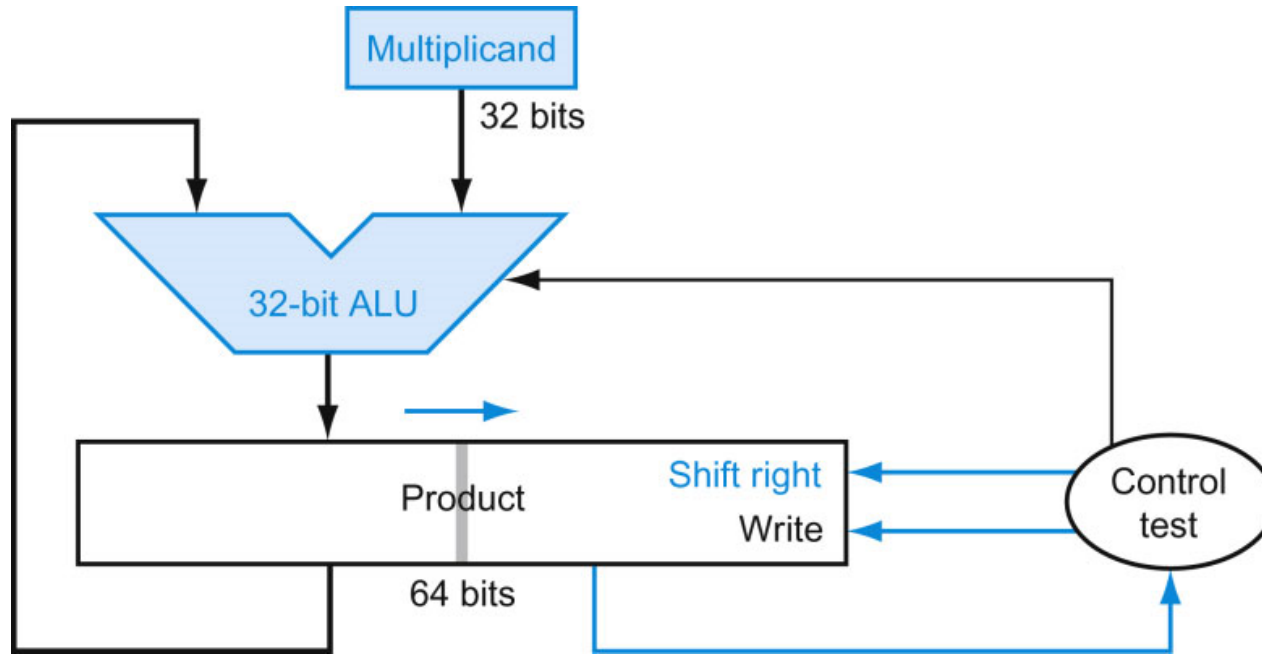 Multiplicand
32 bits
32-bit ALU
Shift right
Product
Write
64 bits
Control
test